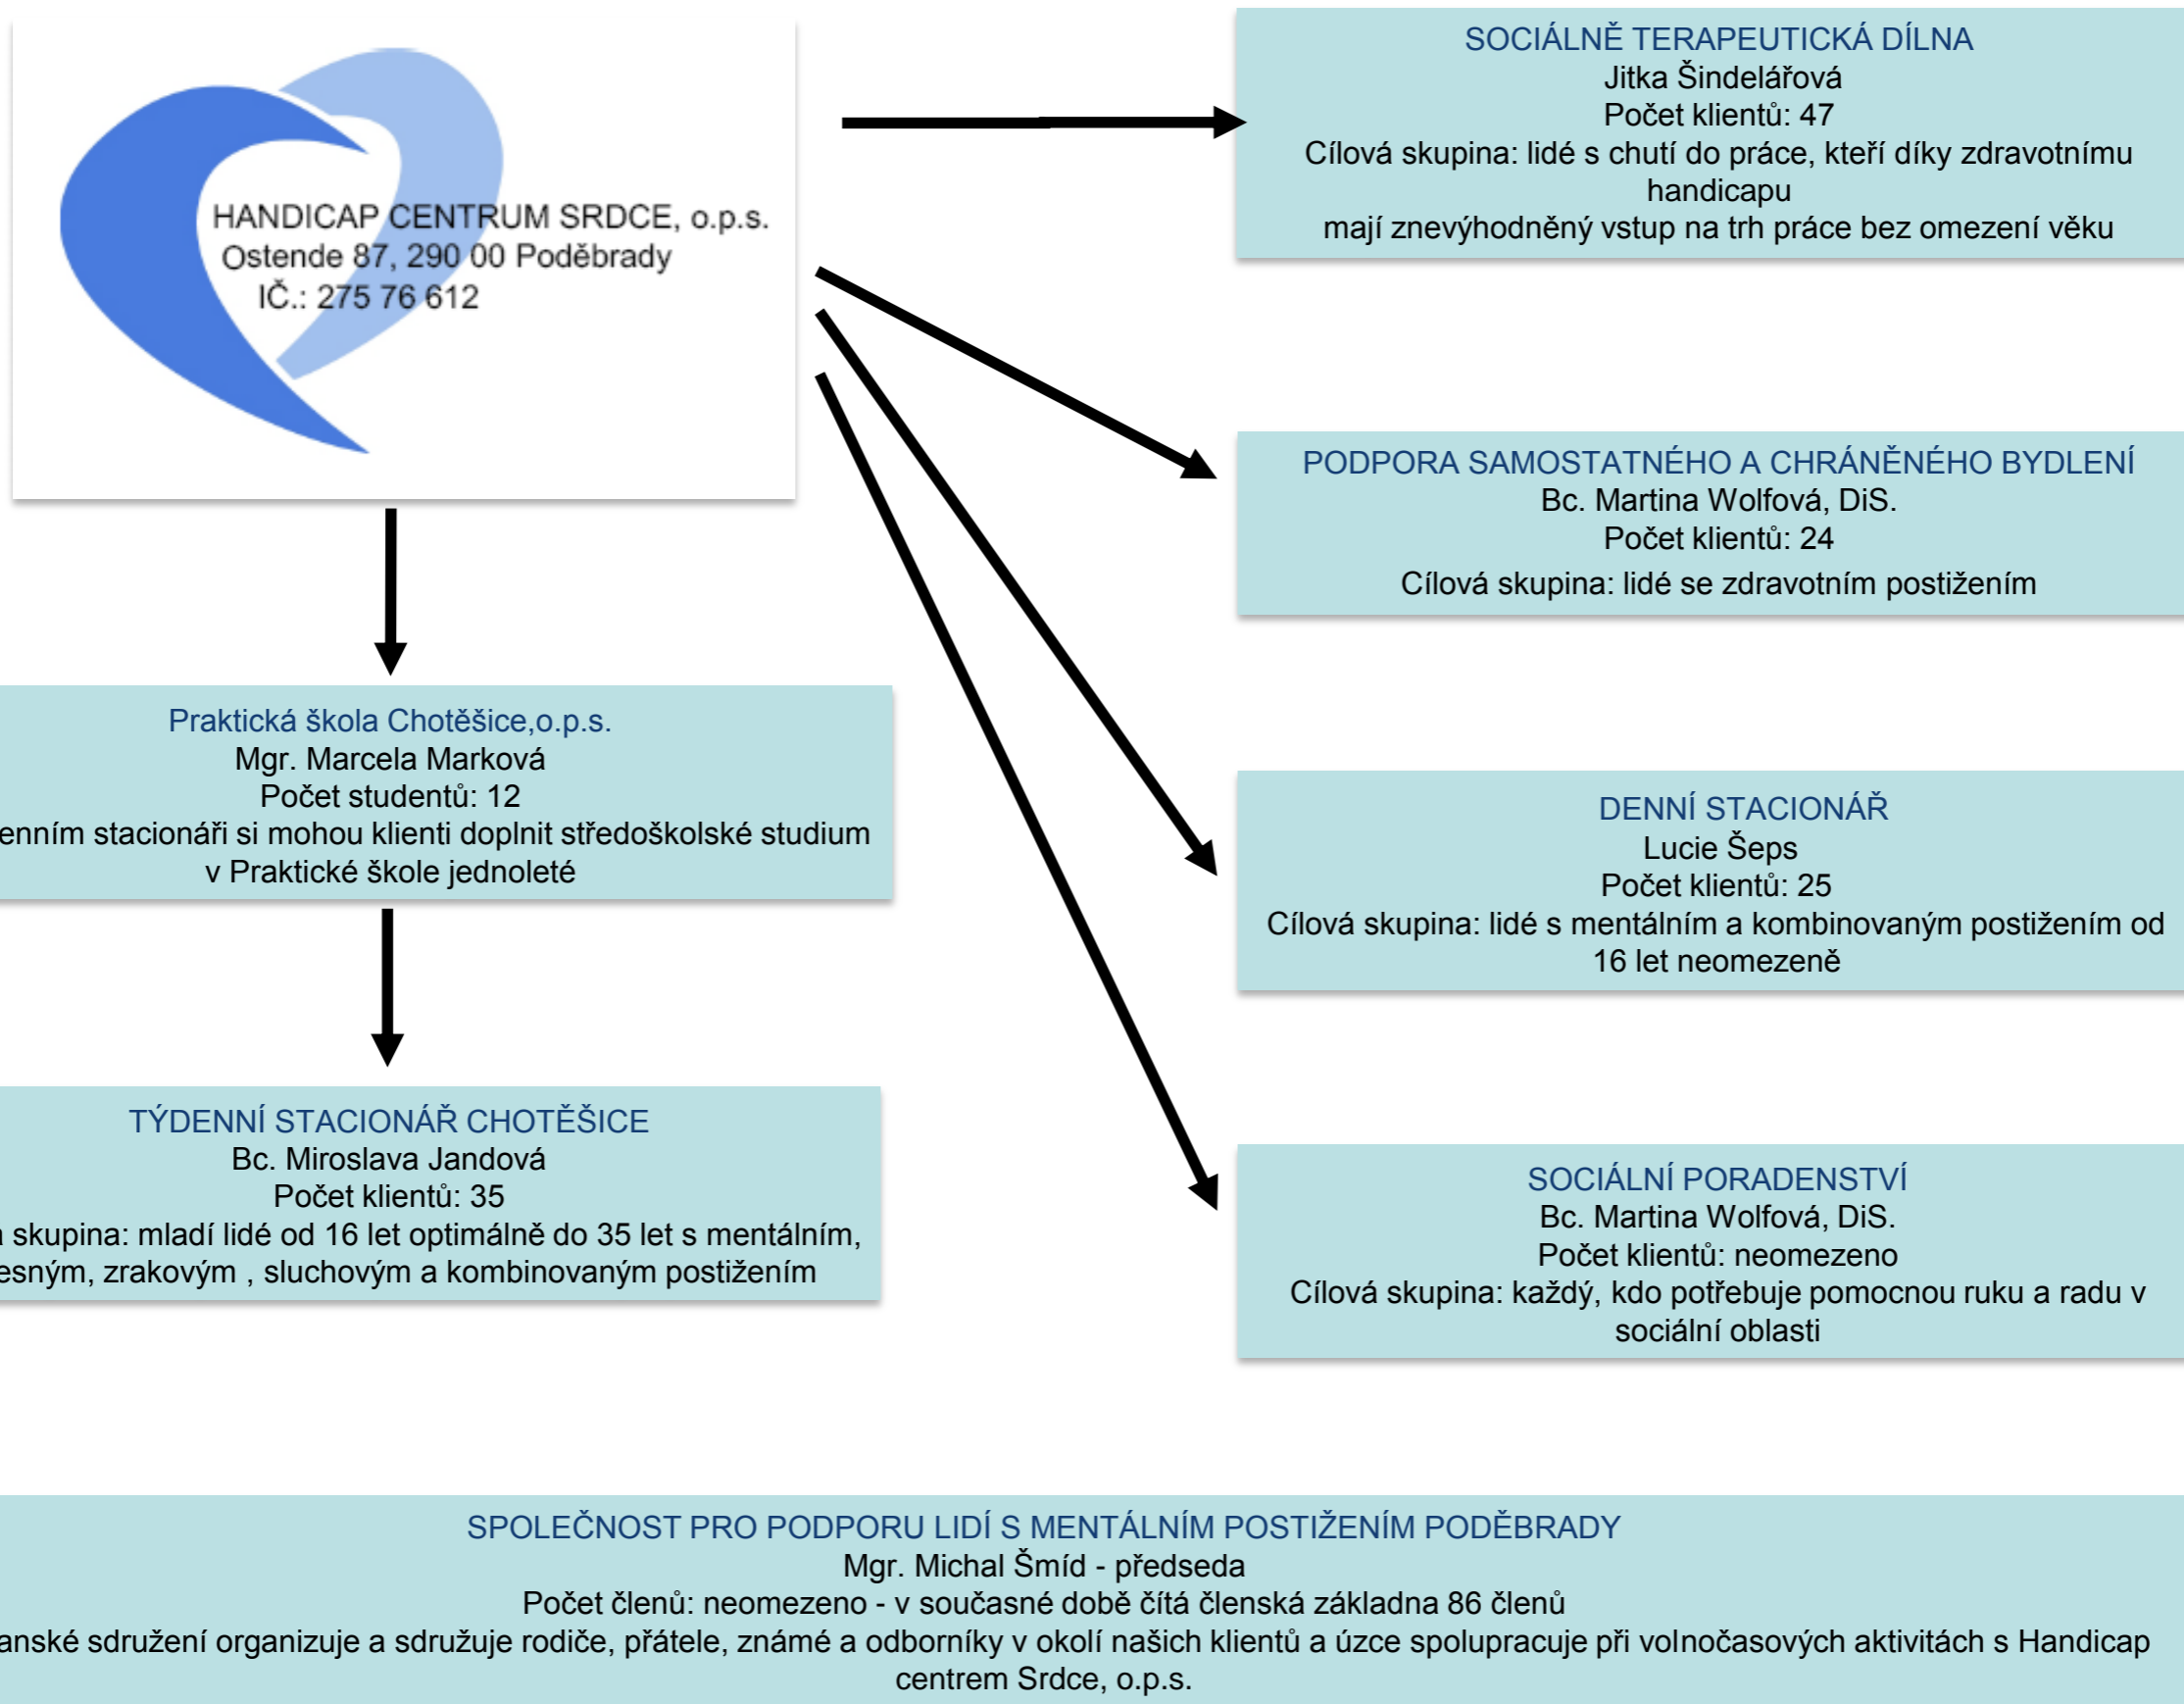 HANDICAP CENTRUM SRDCE, o.p.s.
Ostende 87, 290 00 Poděbrady
IČ.: 275 76 612
SOCIÁLNĚ TERAPEUTICKÁ DÍLNA
Jitka Šindelářová
Počet klientů: 47
Cílová skupina: lidé s chutí do práce, kteří díky zdravotnímu
handicapu
mají znevýhodněný vstup na trh práce bez omezení věku
PODPORA SAMOSTATNÉHO A CHRÁNĚNÉHO BYDLENÍ
Bc. Martina Wolfová, DiS.
Počet klientů: 24
Cílová skupina: lidé se zdravotním postižením
Praktická škola Chotěšice,o.p.s.
Mgr. Marcela Marková
Počet studentů: 12
enním stacionáři si mohou klienti doplnit středoškolské studium
v Praktické škole jednoleté
DENNÍ STACIONÁŘ
Lucie Šeps
Počet klientů: 25
Cílová skupina: lidé s mentálním a kombinovaným postižením od
16 let neomezeně
TÝDENNÍ STACIONÁŘ CHOTĚŠICE
Bc. Miroslava Jandová
Počet klientů: 35
skupina: mladí lidé od 16 let optimálně do 35 let s mentálním,
esným, zrakovým , sluchovým a kombinovaným postižením
SOCIÁLNÍ PORADENSTVÍ
Bc. Martina Wolfová, DiS.
Počet klientů: neomezeno
Cílová skupina: každý, kdo potřebuje pomocnou ruku a radu v
sociální oblasti
SPOLEČNOST PRO PODPORU LIDÍ S MENTÁLNÍM POSTIŽENÍM PODĚBRADY
Mgr. Michal Šmíd - předseda
Počet členů: neomezeno - v současné době čítá členská základna 86 členů
anské sdružení organizuje a sdružuje rodiče, přátele, známé a odborníky v okolí našich klientů a úzce spolupracuje při volnočasových aktivitách s Handicap
centrem Srdce, o.p.s.